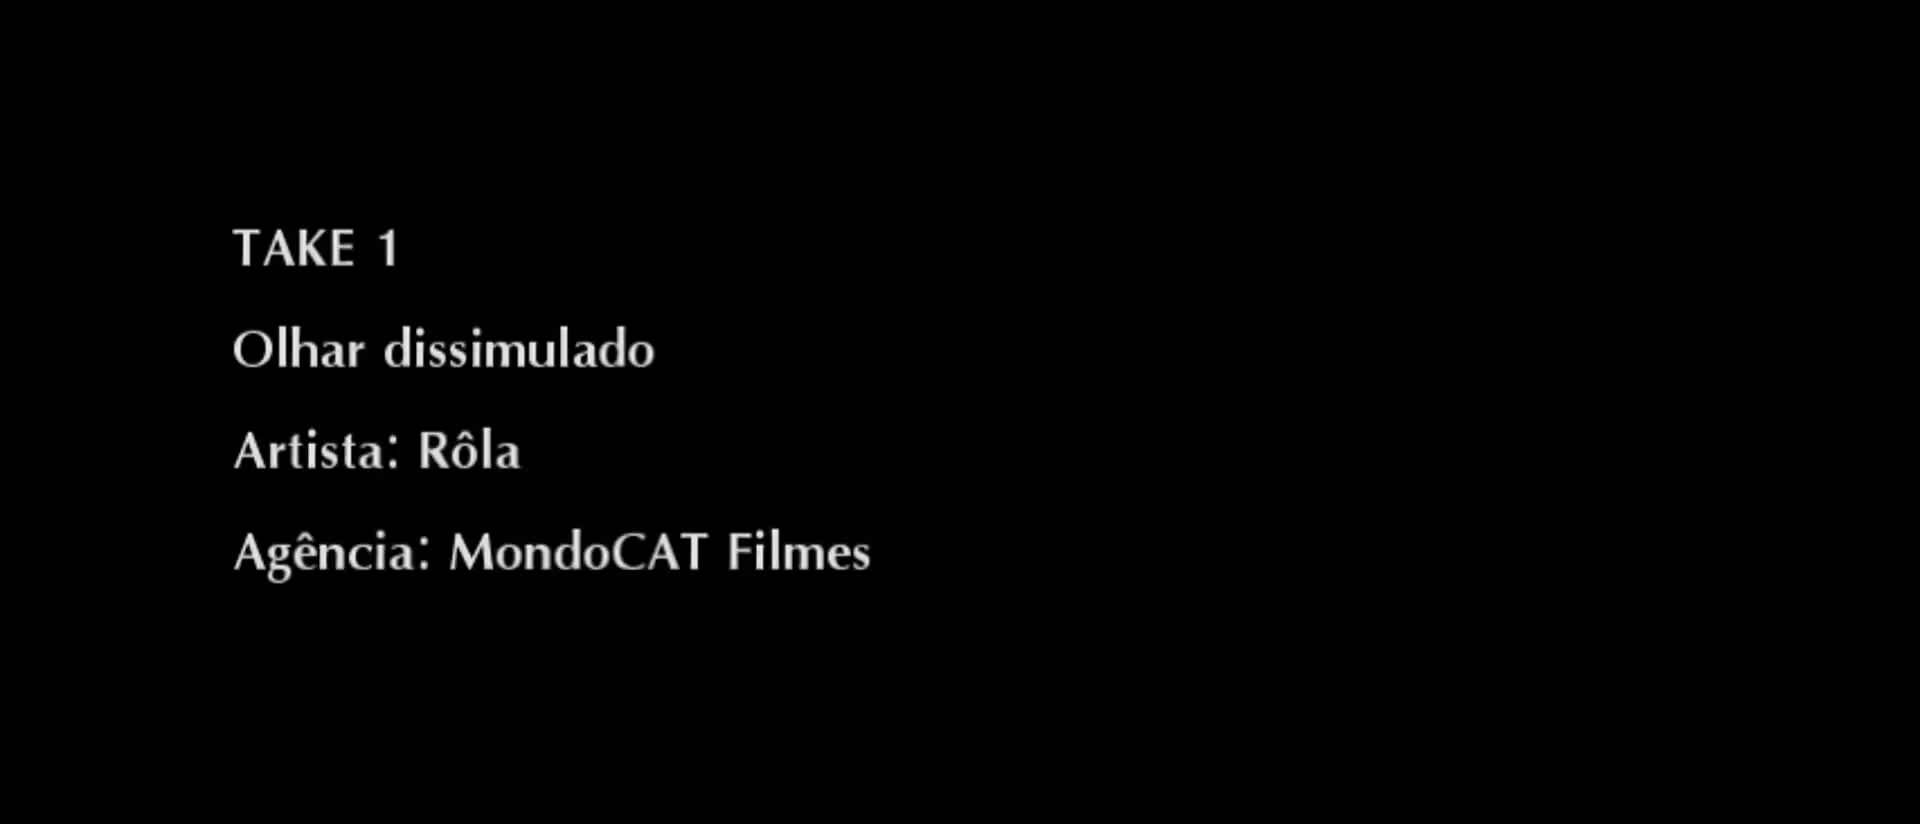 TAKE 1
Olhar dissimulado
Artista: Rôla
Agência: MondoCAT Filmes